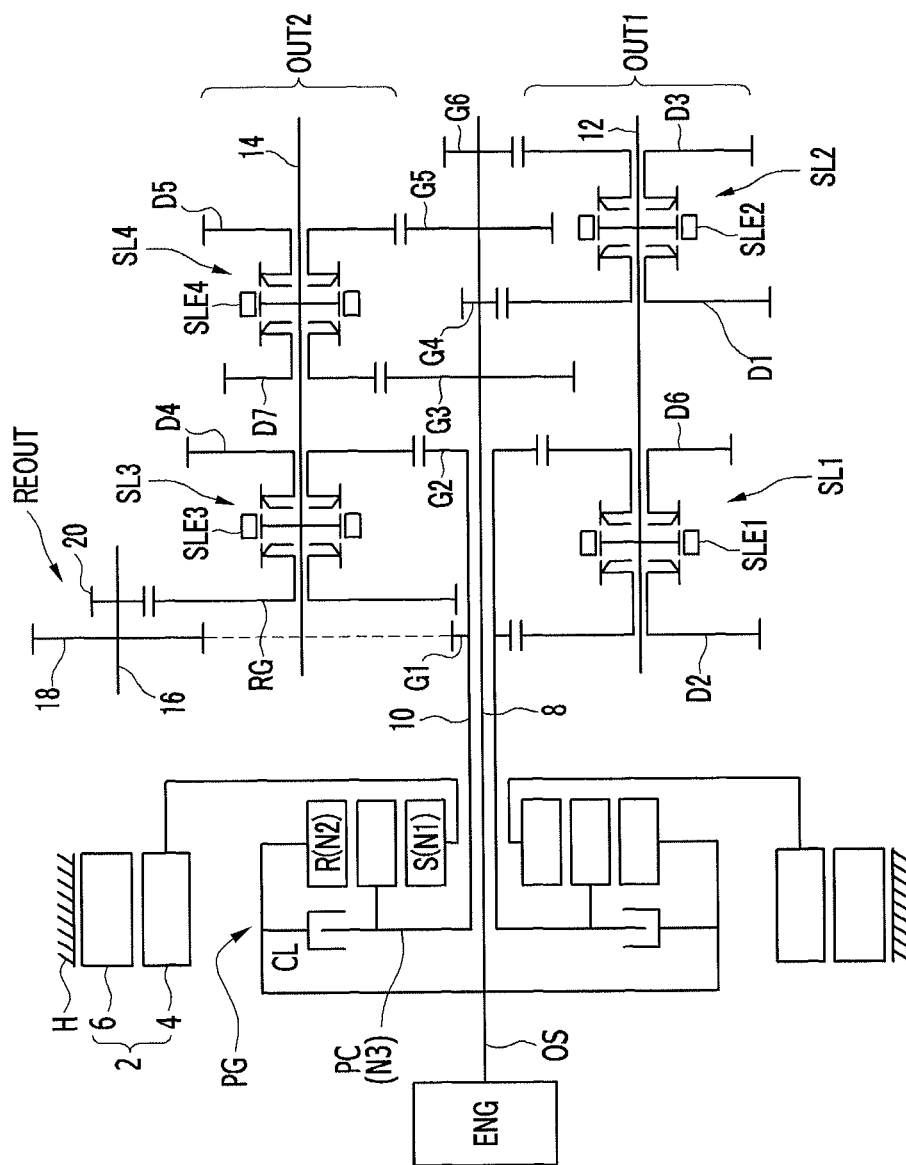 OUT2
OUT1
REOUT
SL4
D5
14
G6
12
D3
SLE4
G5
SL2
SLE2
D7
G4
D1
D4
G3
SL3
SLE3
G2
D6
SL1
SLE1
20
18
16
RG
G1
D2
10
8
H
6
4
2
R(N2)
S(N1)
CL
PG
PC
(N3)
OS
ENG